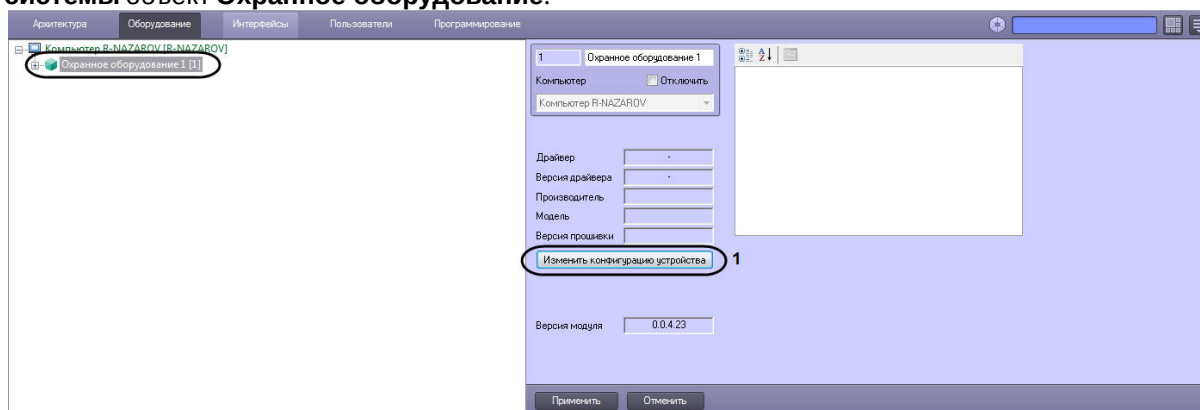 системы объект Охранное оборудование.
Архитектура Оборудование Интерфейсы Пользователи Программирование
Компьютер R-NAZAROV [R-NAZAROV]
Охранное оборудование 1 [1]
1 Охранное оборудование 1
Компьютер Отключить
Компьютер R-NAZAROV
Драйвер -
Версия драйвера -
Производитель
Модель
Версия прошивки
Изменить конфигурацию устройства 1
Версия модуля 0.0.4.23
Применить Отменить